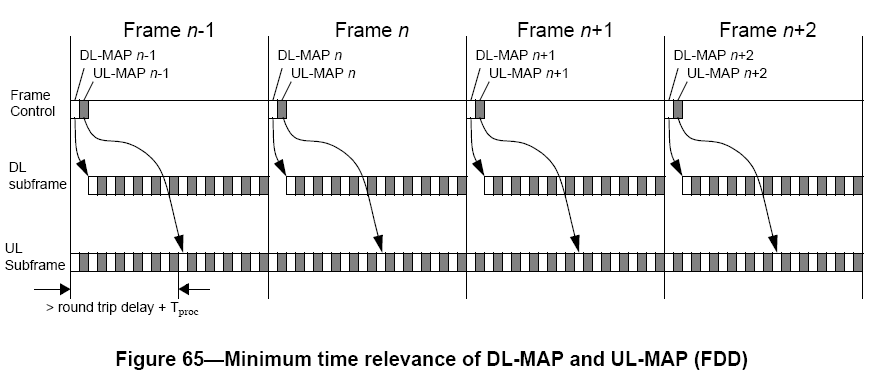 Frame n-1 Frame n Frame n+1 Frame n+2
DL-MAP n-1 DL-MAP n DL-MAP n+1 DL-MAP n+2
UL-MAP n-1 UL-MAP n UL-MAP n+1 UL-MAP n+2
Frame
Control
DL
subframe
UL
Subframe
> round trip delay + Tproc
Figure 65—Minimum time relevance of DL-MAP and UL-MAP (FDD)